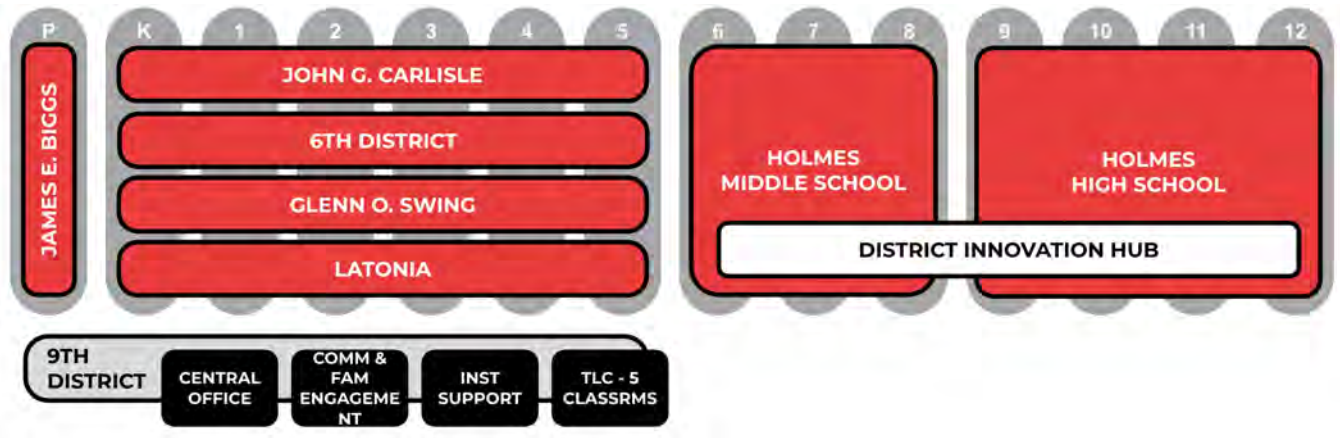 P K 1 2 3 4 5 6 7 8 9 10 11 12
JAMES E. BIGGS
JOHN G. CARLISLE
6TH DISTRICT
GLENN O. SWING
LATONIA
HOLMES
MIDDLE SCHOOL
HOLMES
HIGH SCHOOL
DISTRICT INNOVATION HUB
9TH
DISTRICT
CENTRAL
OFFICE
COMM &
FAM
ENGAGEME
NT
INST
SUPPORT
TLC - 5
CLASSRMS